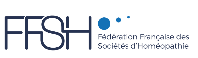 FFSH
Fédération Française des
Sociétés d'Homéopathie